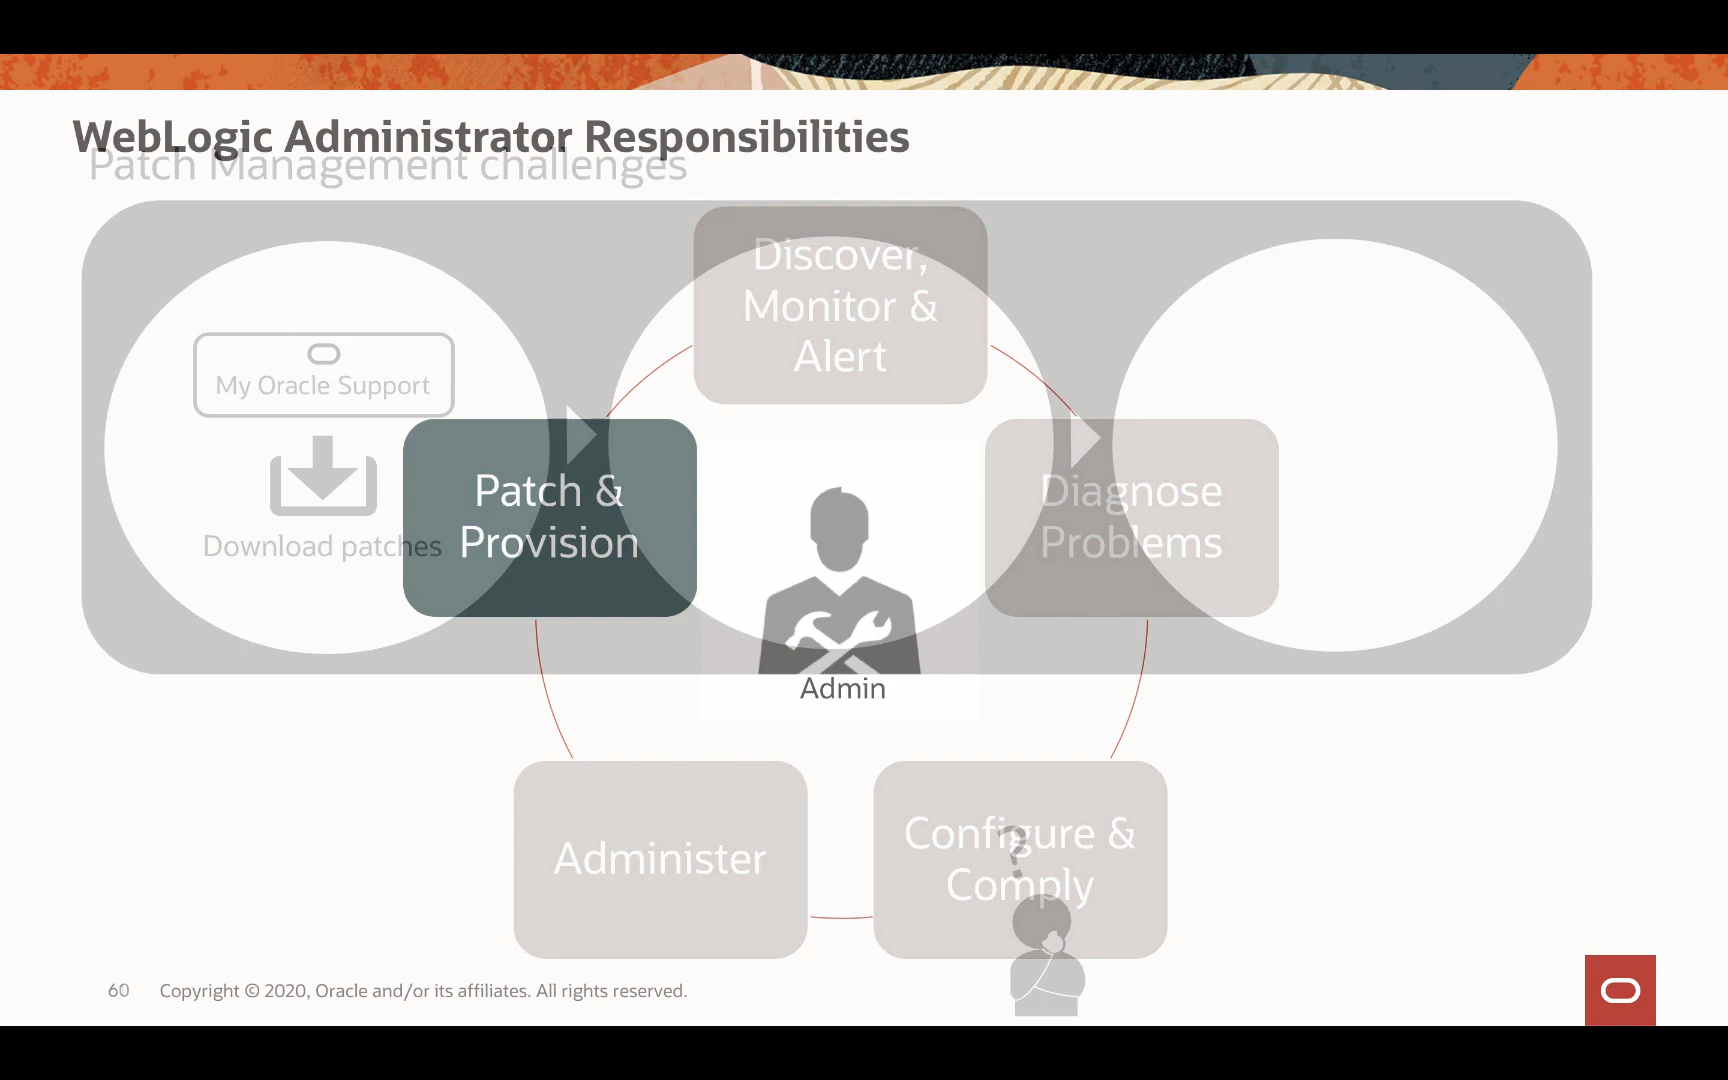 WebLogic Administrator Responsibilities
Patch Management challenges
Discover,
Monitor &
Alert
My Oracle Support
Download patches
Patch &
Provision
Diagnose
Problems
Admin
Administer
Configure &
Comply
?
60
Copyright © 2020, Oracle and/or its affiliates. All rights reserved.